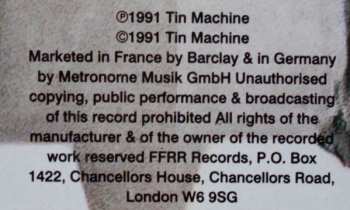 ℗1991 Tin Machine
©1991 Tin Machine
Marketed in France by Barclay & in Germany
by Metronome Musik GmbH Unauthorised
copying, public performance & broadcasting
of this record prohibited All rights of the
manufacturer & of the owner of the recorded
work reserved FFRR Records, P.O. Box
1422, Chancellors House, Chancellors Road,
London W6 9SG